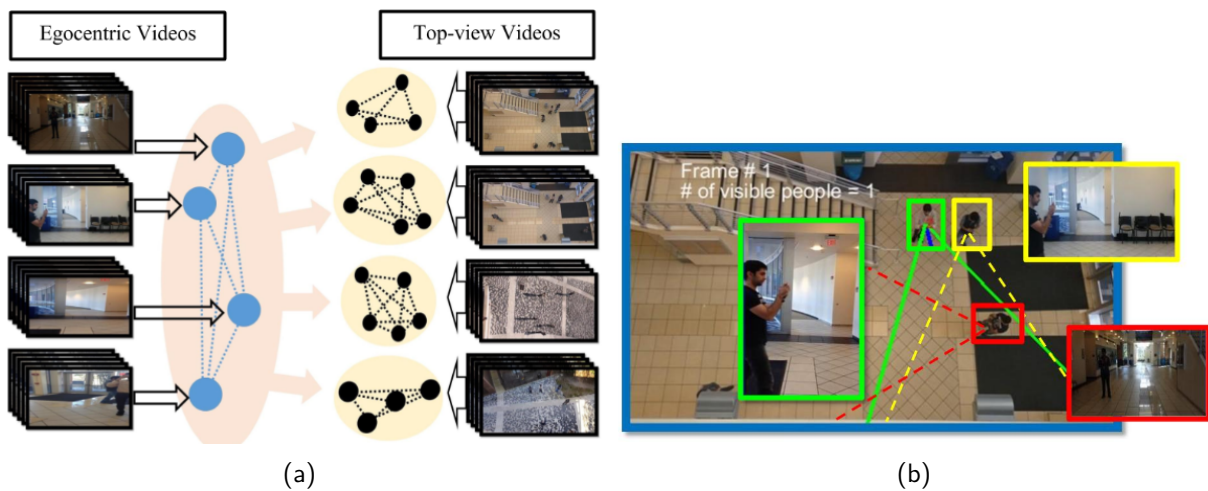 Egocentric Videos
Top-view Videos
Frame # 1
# of visible people = 1
(a)
(b)